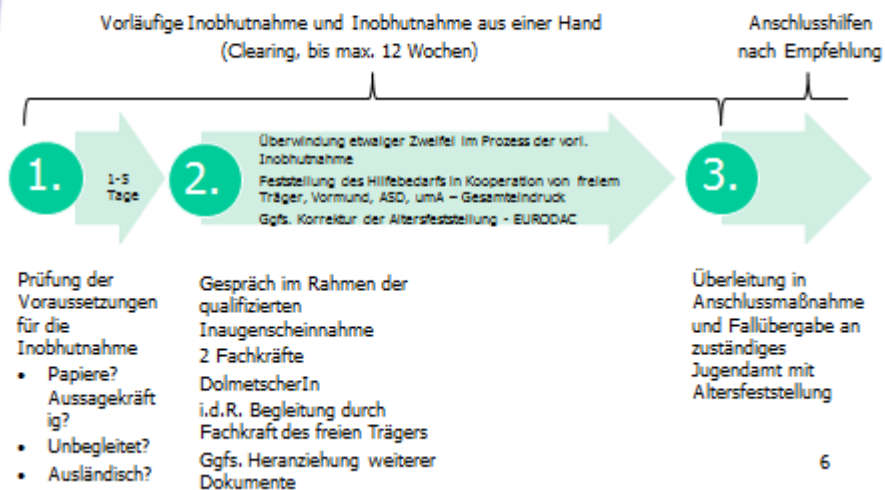 Vorläufige Inobhutnahme und Inobhutnahme aus einer Hand
(Clearing, bis max. 12 Wochen)
Anschlusshilfen
nach Empfehlung
1.
1-5
Tage
2.
Überwindung etwaiger Zweifel im Prozess der vorl.
Inobhutnahme
Feststellung des Hilfebedarfs in Kooperation von freiem
Träger, Vormund, ASD, umA – Gesamteindruck
Ggfs. Korrektur der Altersfeststellung - EURODAC
3.
Prüfung der
Voraussetzungen
für die
Inobhutnahme
• Papiere?
Aussagekräft
ig?
• Unbegleitet?
• Ausländisch?
Gespräch im Rahmen der
qualifizierten
Inaugenscheinnahme
2 Fachkräfte
DolmetscherIn
i.d.R. Begleitung durch
Fachkraft des freien Trägers
Ggfs. Heranziehung weiterer
Dokumente
Überleitung in
Anschlussmaßnahme
und Fallübergabe an
zuständiges
Jugendamt mit
Altersfeststellung
6